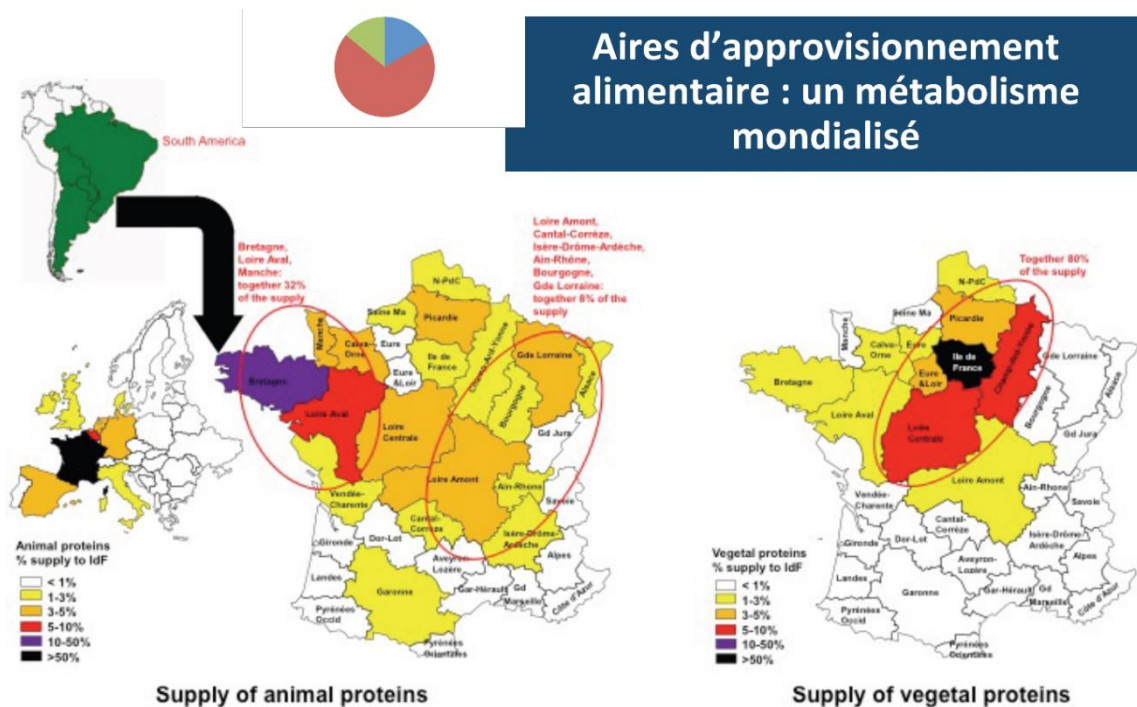 Aires d'approvisionnement
alimentaire : un métabolisme
mondialisé
South America
Bretagne,
Loire Aval,
Manche:
together 32%
of the supply
Loire Amont,
Cantal-Corrèze,
Isère-Drôme-Ardèche,
Ain-Rhône,
Bourgogne,
Gde Lorraine:
together 8% of the
supply
N-PdC
Seine Ma
Picardie
Manche
Calva-
Orne
Eure
Ile de
France
Champ-Ard-Yonne
Gde Lorraine
Alsace
Eure
&Loir
Bretagne
Loire Aval
Loire
Centrale
Bourgogne
Gd Jura
Loire Amont
Vendée-
Charente
Ain-Rhone
Savoie
Cantal-
Corrèze
Isère-Drôme-
Ardèche
Gironde
Dor-Lot
Aveyron-
Lozère
Alpes
Landes
Garonne
Gar-Hérault
Gd
Marseille
Côte d'Azur
Pyrénées
Occid
Pyrénées
Orientales
Animal proteins
% supply to IdF
< 1%
1-3%
3-5%
5-10%
10-50%
>50%
Supply of animal proteins
Together 80%
of the supply
N-PdC
Seine Ma
Picardie
Manche
Calva-
Orne
Eure
Ile de
France
Champ-Ard-Yonne
Gde Lorraine
Alsace
Eure
&Loir
Bretagne
Loire Aval
Loire
Centrale
Bourgogne
Gd Jura
Loire Amont
Vendée-
Charente
Ain-Rhone
Savoie
Cantal-
Corrèze
Isère-Drôme-
Ardèche
Gironde
Dor-Lot
Aveyron-
Lozère
Alpes
Landes
Garonne
Gar-Hérault
Gd
Marseille
Côte d'Azur
Pyrénées
Occid
Pyrénées
Orientales
Vegetal proteins
% supply to IdF
< 1%
1-3%
3-5%
5-10%
10-50%
>50%
Supply of vegetal proteins